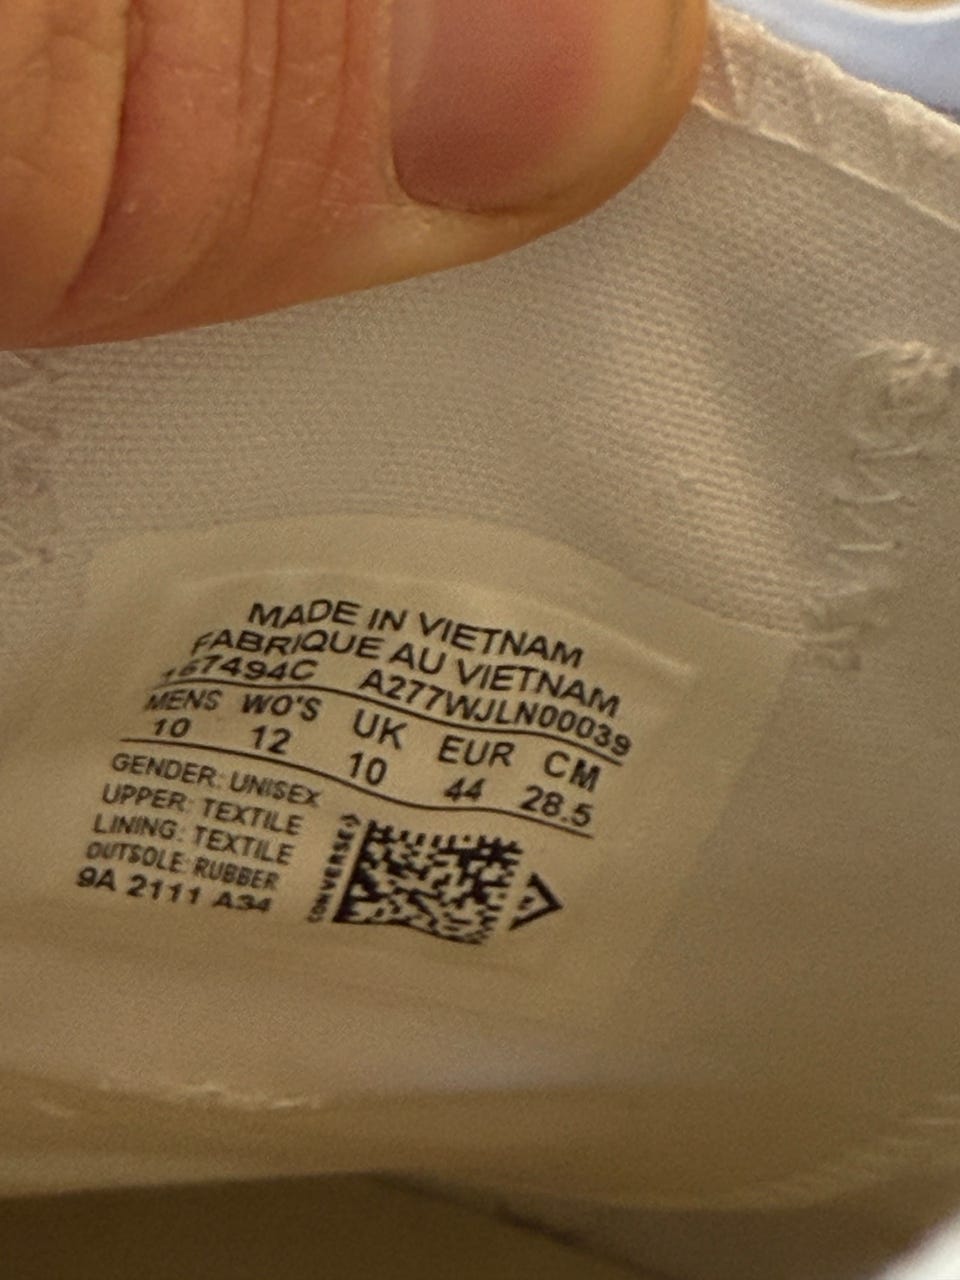 MADE IN VIETNAM
FABRIQUE AU VIETNAM
167494C A277WJLN00039
MENS WO'S UK EUR CM
10 12 10 44 28.5
GENDER: UNISEX
UPPER: TEXTILE
LINING: TEXTILE
OUTSOLE: RUBBER
9A 2111 A34
CONVERSE